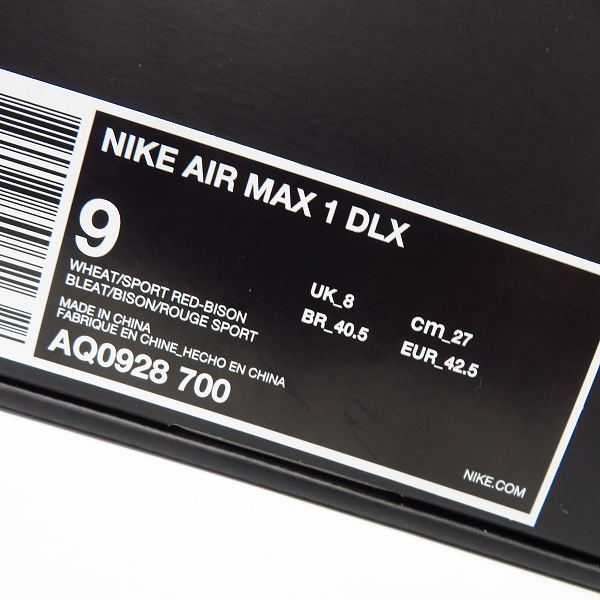 NIKE AIR MAX 1 DLX
9
WHEAT/SPORT RED-BISON
BLEAT/BISON/ROUGE SPORT
MADE IN CHINA
FABRIQUE EN CHINE_HECHO EN CHINA
AQ0928 700
UK_8
BR_40.5
cm_27
EUR_42.5
NIKE.COM